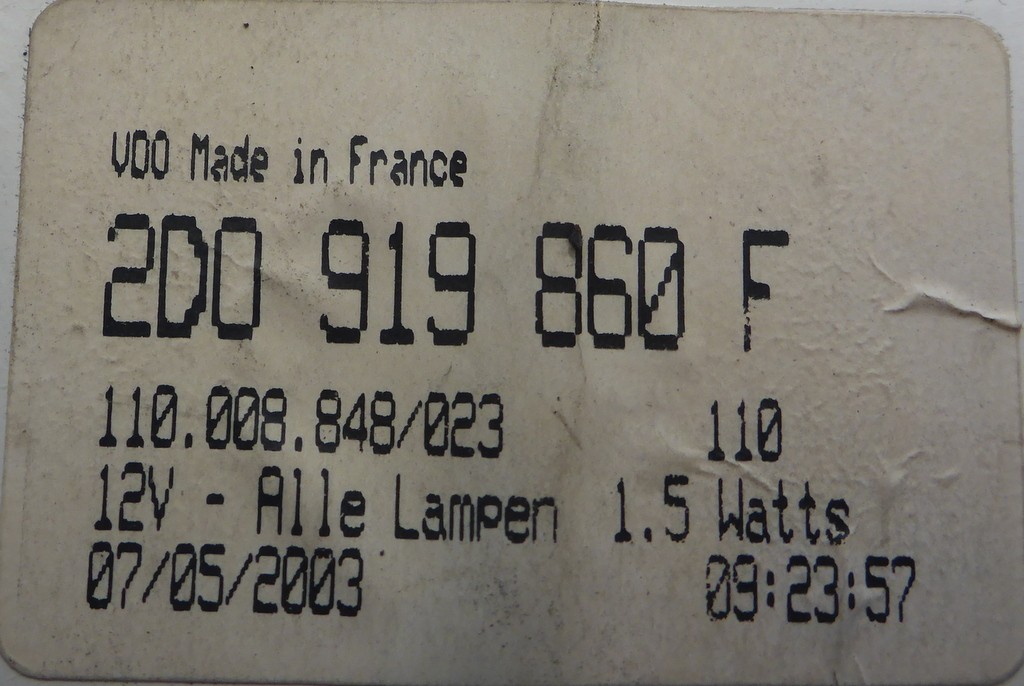 VDO Made in France
2D0 919 860 F
110.008.848/023 110
12V - Alle Lampen 1.5 Watts
07/05/2003 09:23:57